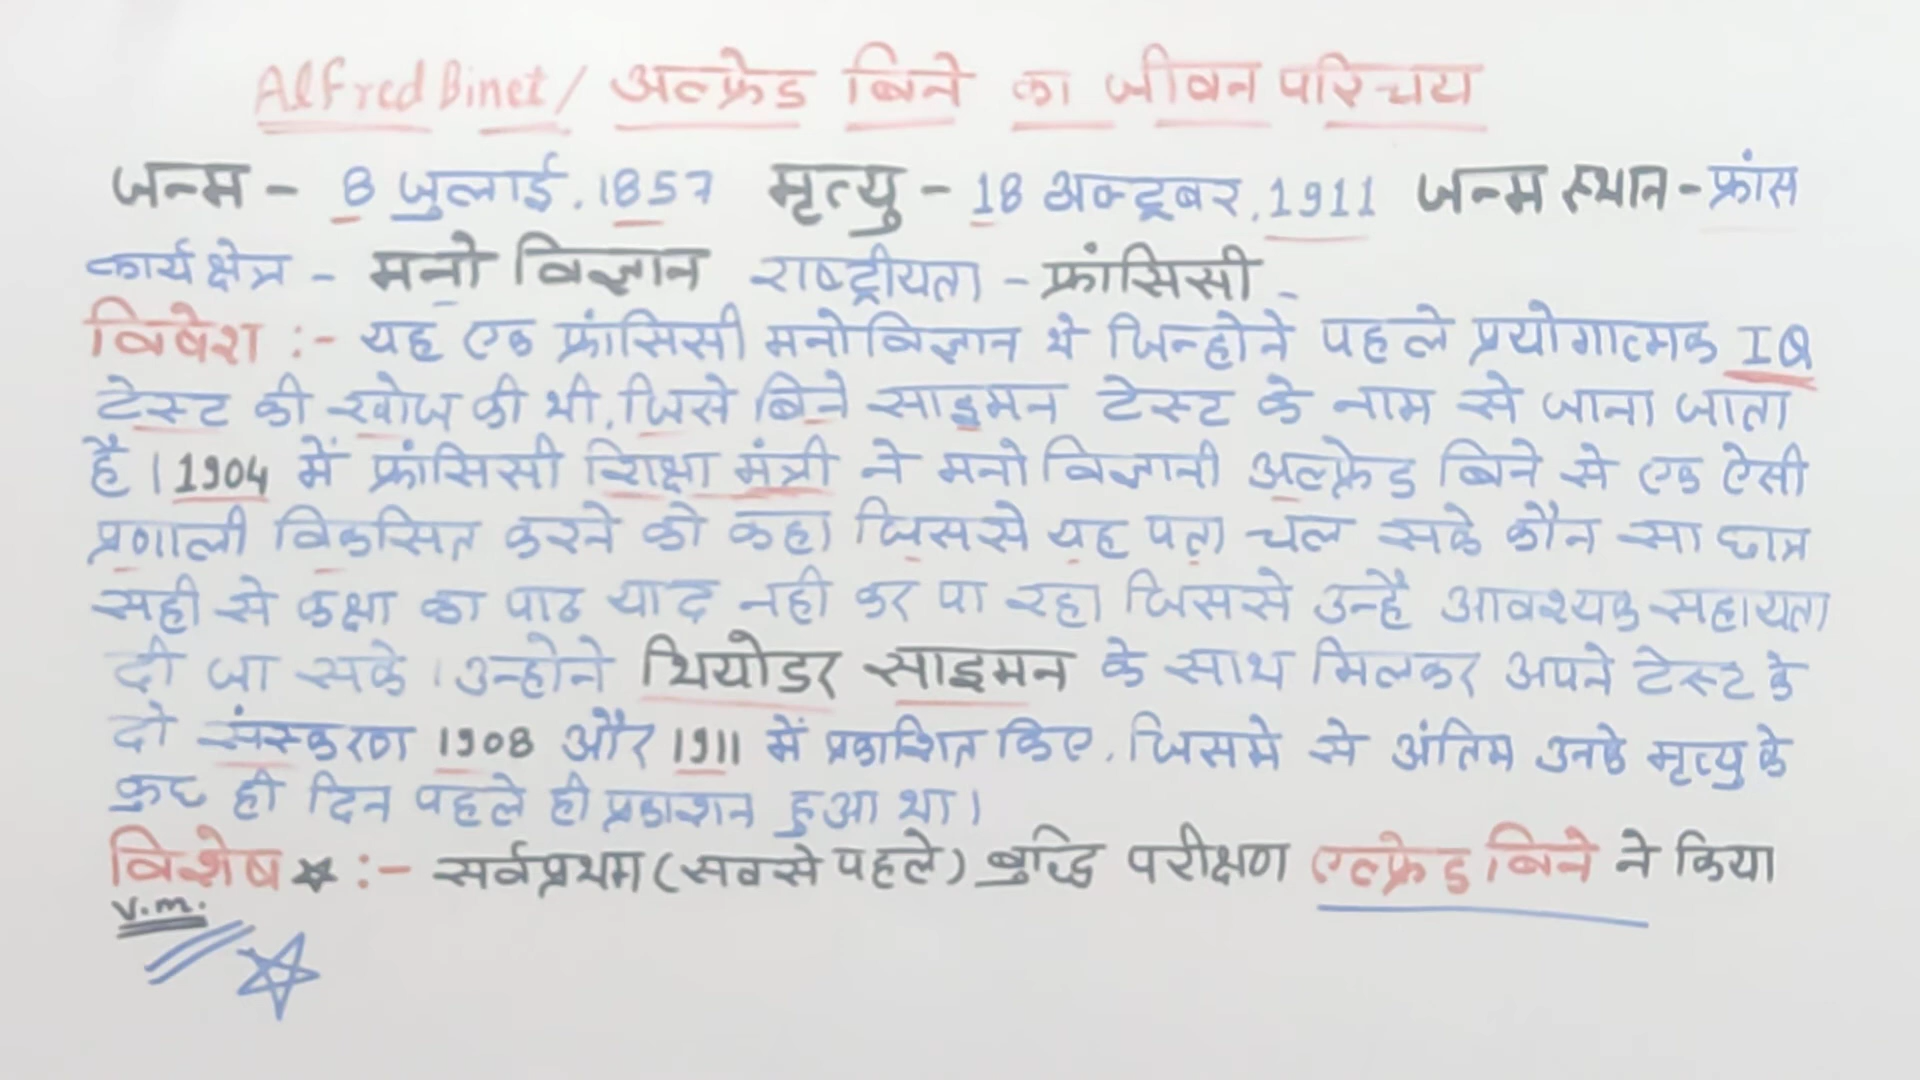 Alfred Binet / अल्फ्रेड बिने का जीवन परिचय
जन्म - 8 जुलाई, 1857 मृत्यु - 18 अक्टूबर, 1911 जन्म स्थान - फ्रांस
कार्य क्षेत्र - मनो विज्ञान राष्ट्रीयता - फ्रांसिसी
विषेश :- यह एक फ्रांसिसी मनोविज्ञान थे जिन्होने पहले प्रयोगात्मक IQ
टेस्ट की खोज की थी, जिसे बिने साइमन टेस्ट के नाम से जाना जाता
है। 1904 में फ्रांसिसी शिक्षा मंत्री ने मनो विज्ञानी अल्फ्रेड बिने से एक ऐसी
प्रणाली विकसित करने को कहा जिससे यह पता चल सके कौन सा छात्र
सही से कक्षा का पाठ याद नही कर पा रहा जिससे उन्है आवश्यक सहायता
दी जा सके। उन्होने थियोडर साइमन के साथ मिलकर अपने टेस्ट के
दो संस्करण 1908 और 1911 में प्रकाशित किए, जिसमे से अंतिम उनके मृत्यु के
कुछ ही दिन पहले ही प्रकाशन हुआ था।
विशेष ☆ :- सर्वप्रथम (सबसे पहले) बुद्धि परीक्षण एल्फ्रेड बिने ने किया
V.m.